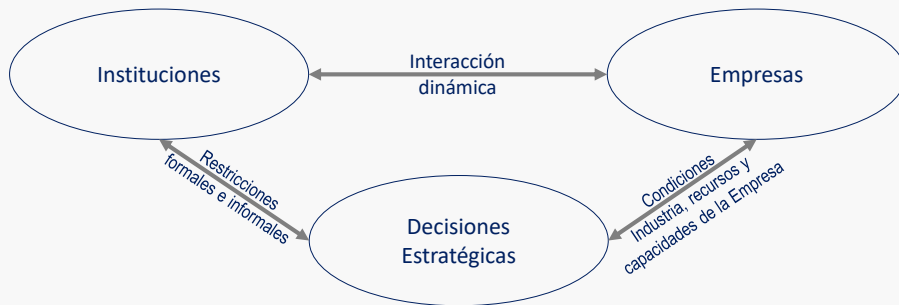 Instituciones
Interacción
dinámica
Empresas
Restricciones
formales e informales
Decisiones
Estratégicas
Condiciones
Industria, recursos y
capacidades de la Empresa